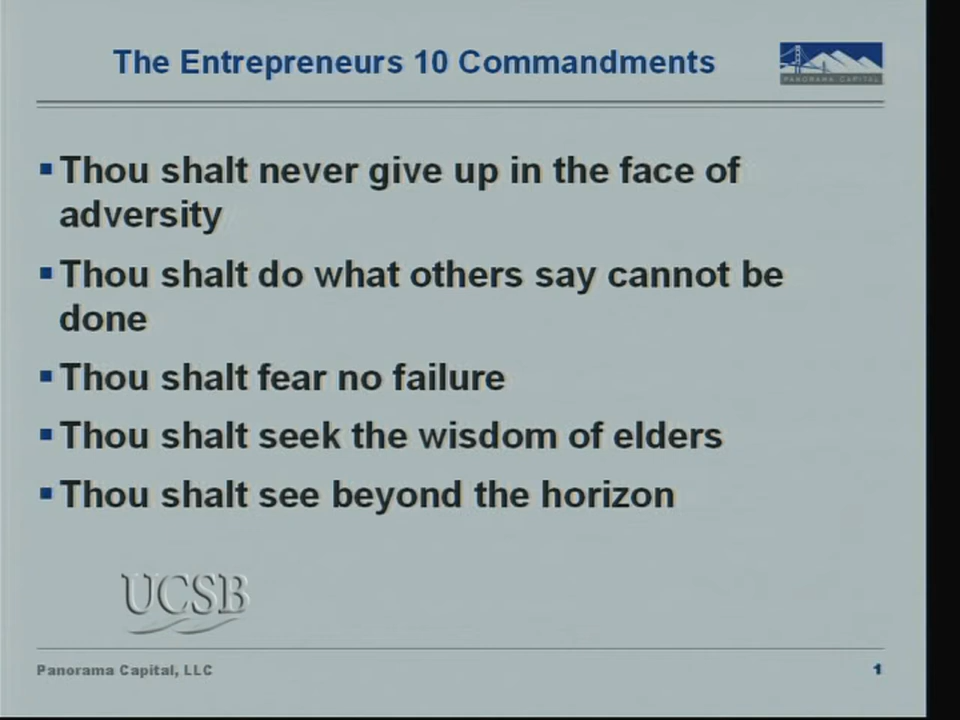 The Entrepreneurs 10 Commandments
PANORAMA CAPITAL
▪ Thou shalt never give up in the face of
adversity
▪ Thou shalt do what others say cannot be
done
▪ Thou shalt fear no failure
▪ Thou shalt seek the wisdom of elders
▪ Thou shalt see beyond the horizon
UCSB
Panorama Capital, LLC
1